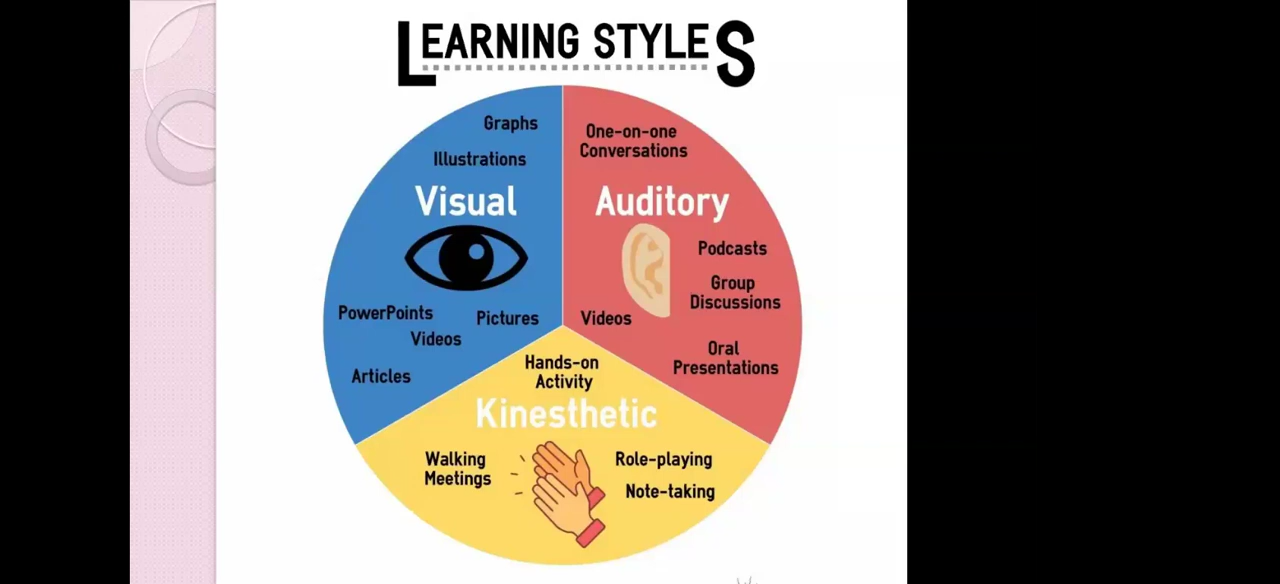 LEARNING STYLES
Graphs
Illustrations
Visual
PowerPoints
Pictures
Videos
Articles
One-on-one
Conversations
Auditory
Podcasts
Group
Discussions
Videos
Oral
Presentations
Hands-on
Activity
Kinesthetic
Walking
Meetings
Role-playing
Note-taking